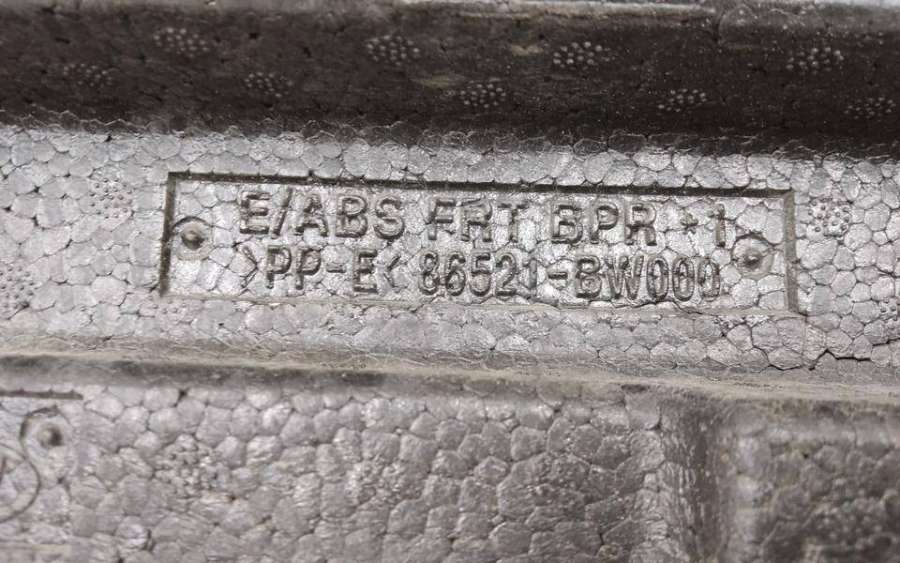 E/ABS FRT BPR *1
>PP-E< 86521-BW000